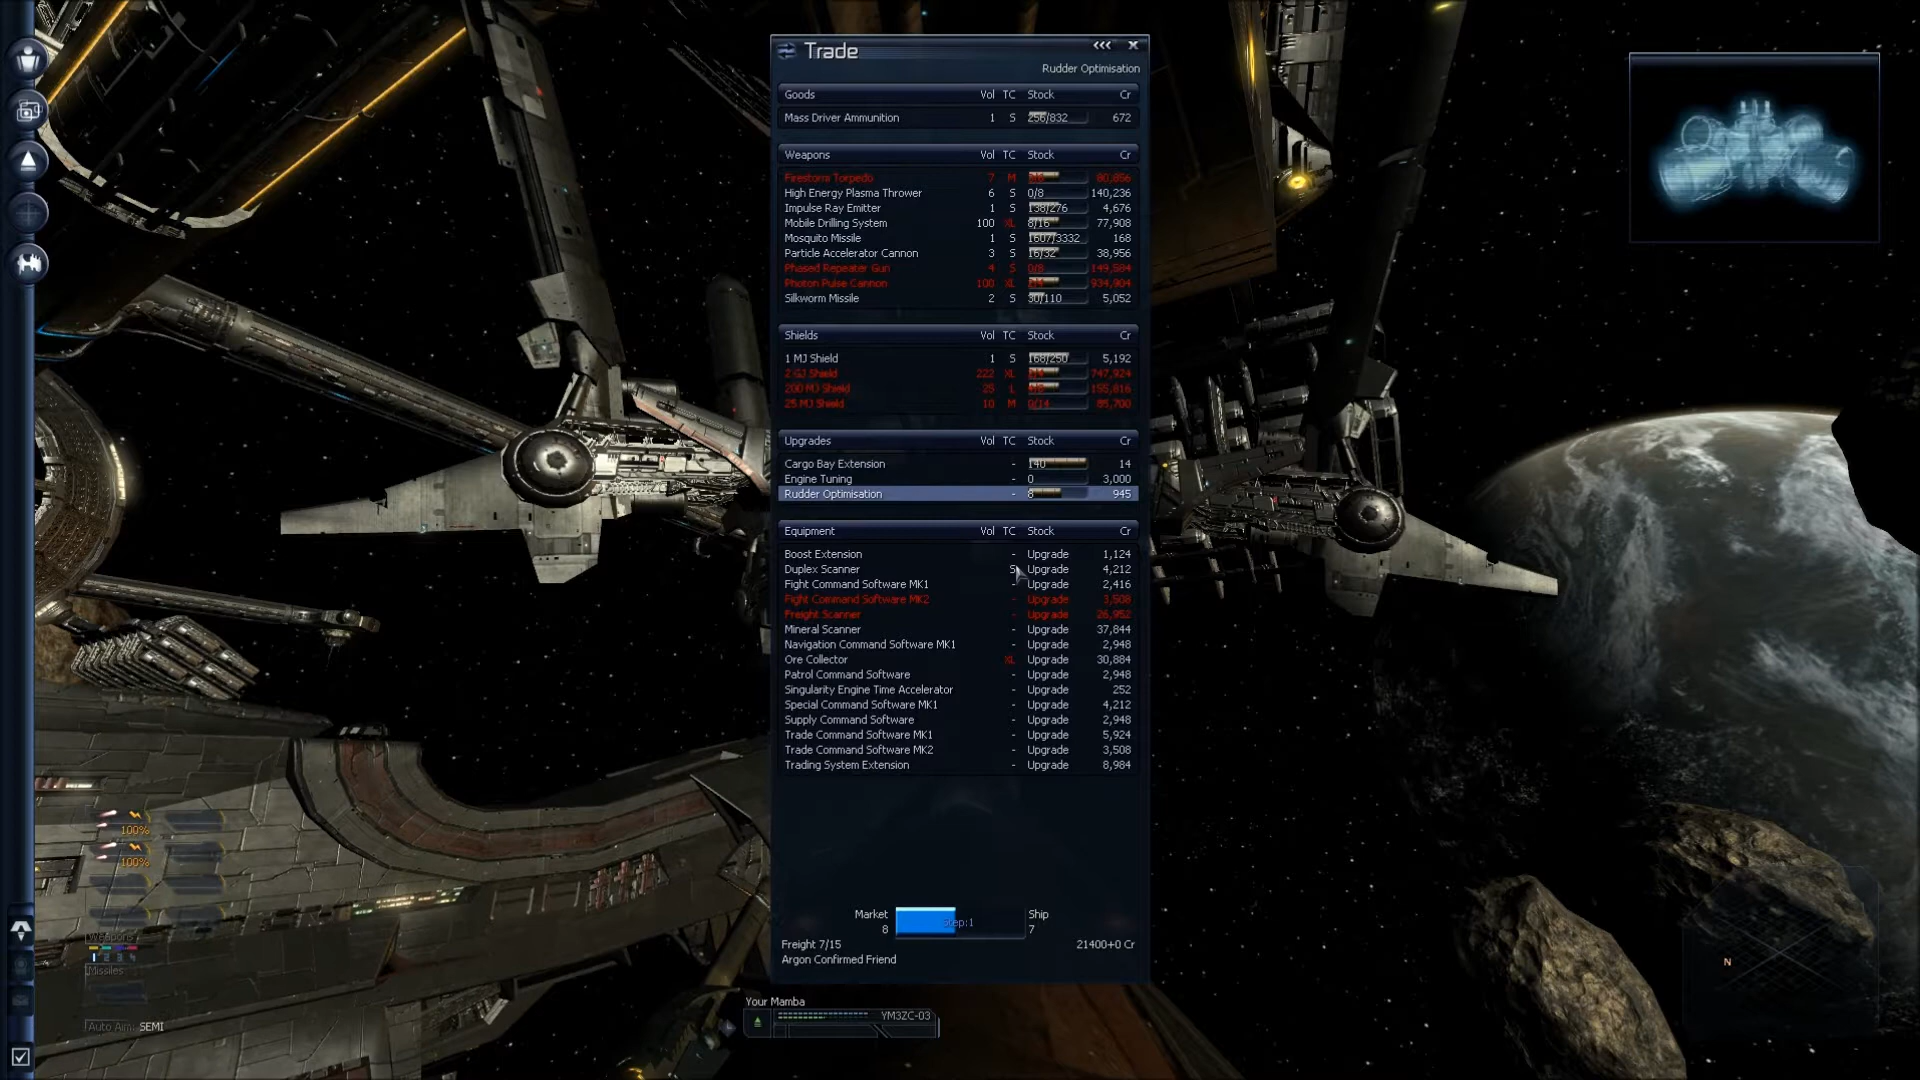 Trade
Rudder Optimisation
Goods Vol TC Stock Cr
Mass Driver Ammunition 1 S 256/832 672
Weapons Vol TC Stock Cr
Firestorm Torpedo 7 M 80,856
High Energy Plasma Thrower 6 S 0/8 140,236
Impulse Ray Emitter 1 S 138/276 4,676
Mobile Drilling System 100 XL 8/16 77,908
Mosquito Missile 1 S 1607/3332 168
Particle Accelerator Cannon 3 S 16/32 38,956
Phased Repeater Gun 4 S 0/8 149,584
Photon Pulse Cannon 100 XL 934,904
Silkworm Missile 2 S 30/110 5,052
Shields Vol TC Stock Cr
1 MJ Shield 1 S 168/250 5,192
2 GJ Shield 222 XL 747,924
200 MJ Shield 25 L 155,816
25 MJ Shield 10 M 0/14 85,700
Upgrades Vol TC Stock Cr
Cargo Bay Extension - 140 14
Engine Tuning - 0 3,000
Rudder Optimisation - 8 945
Equipment Vol TC Stock Cr
Boost Extension - Upgrade 1,124
Duplex Scanner S Upgrade 4,212
Fight Command Software MK1 - Upgrade 2,416
Fight Command Software MK2 - Upgrade 3,508
Freight Scanner - Upgrade 26,952
Mineral Scanner - Upgrade 37,844
Navigation Command Software MK1 - Upgrade 2,948
Ore Collector XL Upgrade 30,884
Patrol Command Software - Upgrade 2,948
Singularity Engine Time Accelerator - Upgrade 252
Special Command Software MK1 - Upgrade 4,212
Supply Command Software - Upgrade 2,948
Trade Command Software MK1 - Upgrade 5,924
Trade Command Software MK2 - Upgrade 3,508
Trading System Extension - Upgrade 8,984
100%
100%
Market Step:1 Ship
8 7
Freight 7/15 21400+0 Cr
Argon Confirmed Friend
Weapons
1 2 3 4
Missiles
N
Your Mamba
YM3ZC-03
Auto Aim: SEMI